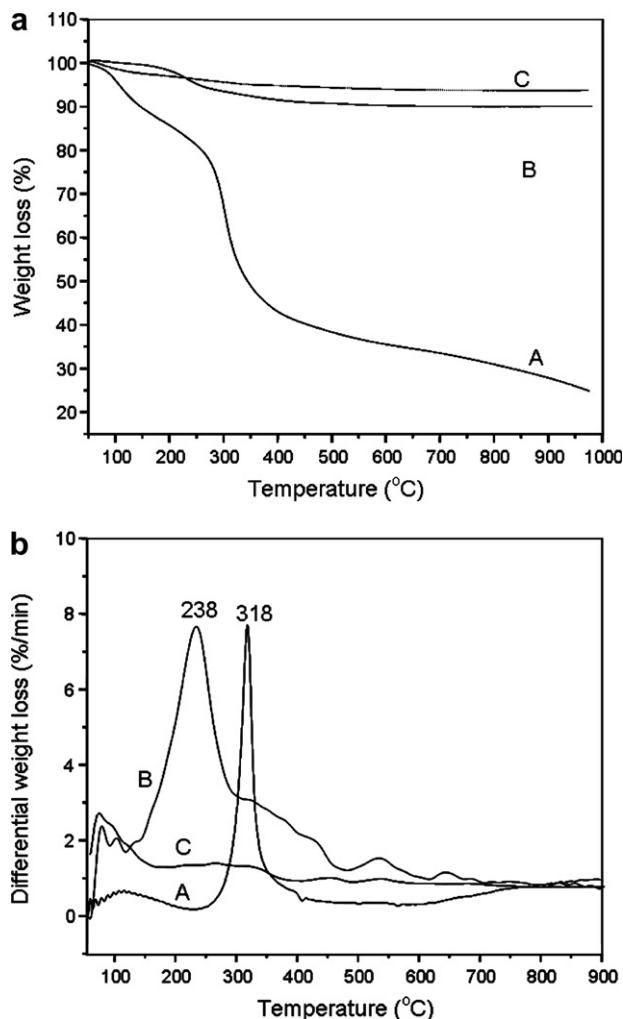 a
110
100
90
80
70
60
50
40
30
20
Weight loss (%)
C
B
A
100 200 300 400 500 600 700 800 900 1000
Temperature (°C)
b
10
8
6
4
2
0
Differential weight loss (%/min)
238 318
B
C
A
100 200 300 400 500 600 700 800 900
Temperature (°C)